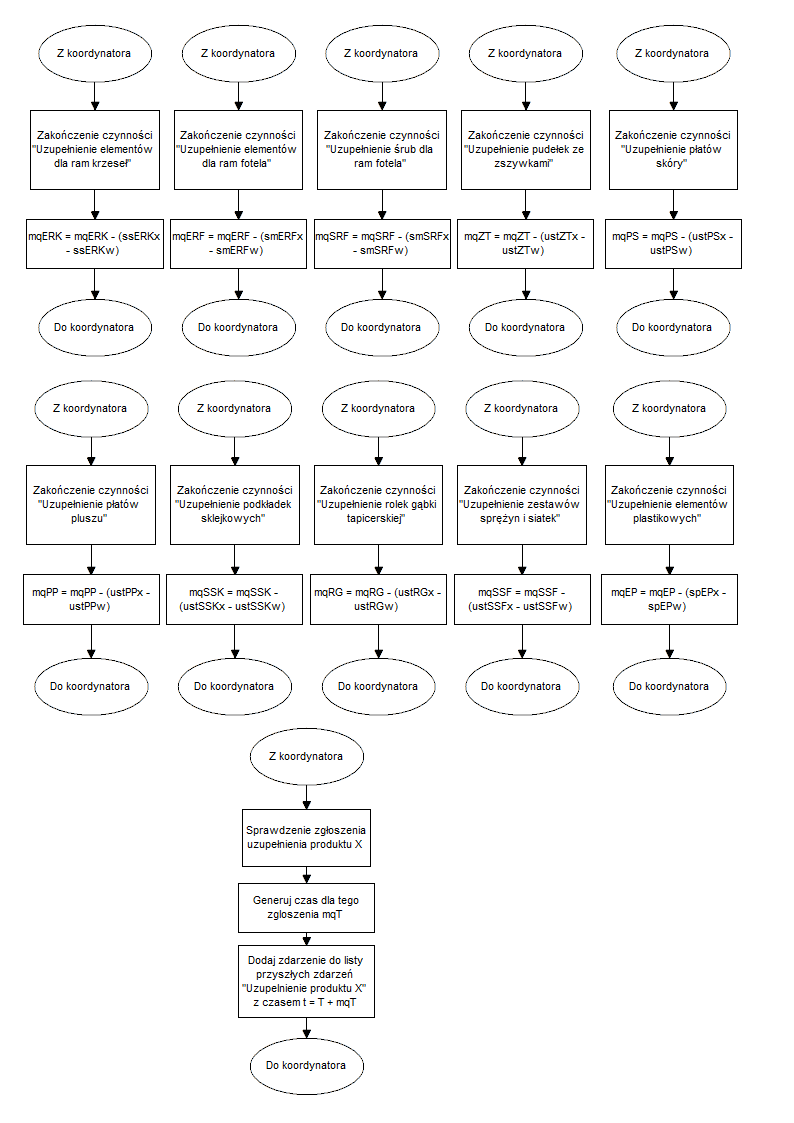 Z koordynatora
Z koordynatora
Z koordynatora
Z koordynatora
Z koordynatora
Zakończenie czynności
"Uzupełnienie elementów
dla ram krzeseł"
Zakończenie czynności
"Uzupełnienie elementów
dla ram fotela"
Zakończenie czynności
"Uzupełnienie śrub dla
ram fotela"
Zakończenie czynności
"Uzupełnienie pudełek ze
zszywkami"
Zakończenie czynności
"Uzupełnienie płatów
skóry"
mqERK = mqERK - (ssERKx
- ssERKw)
mqERF = mqERF - (smERFx
- smERFw)
mqSRF = mqSRF - (smSRFx
- smSRFw)
mqZT = mqZT - (ustZTx -
ustZTw)
mqPS = mqPS - (ustPSx -
ustPSw)
Do koordynatora
Do koordynatora
Do koordynatora
Do koordynatora
Do koordynatora
Z koordynatora
Z koordynatora
Z koordynatora
Z koordynatora
Z koordynatora
Zakończenie czynności
"Uzupełnienie płatów
pluszu"
Zakończenie czynności
"Uzupełnienie podkładek
sklejkowych"
Zakończenie czynności
"Uzupełnienie rolek gąbki
tapicerskiej"
Zakończenie czynności
"Uzupełnienie zestawów
sprężyn i siatek"
Zakończenie czynności
"Uzupełnienie elementów
plastikowych"
mqPP = mqPP - (ustPPx -
ustPPw)
mqSSK = mqSSK -
(ustSSKx - ustSSKw)
mqRG = mqRG - (ustRGx -
ustRGw)
mqSSF = mqSSF -
(ustSSFx - ustSSFw)
mqEP = mqEP - (spEPx -
spEPw)
Do koordynatora
Do koordynatora
Do koordynatora
Do koordynatora
Do koordynatora
Z koordynatora
Sprawdzenie zgłoszenia
uzupełnienia produktu X
Generuj czas dla tego
zgloszenia mqT
Dodaj zdarzenie do listy
przyszłych zdarzeń
"Uzupelnienie produktu X"
z czasem t = T + mqT
Do koordynatora